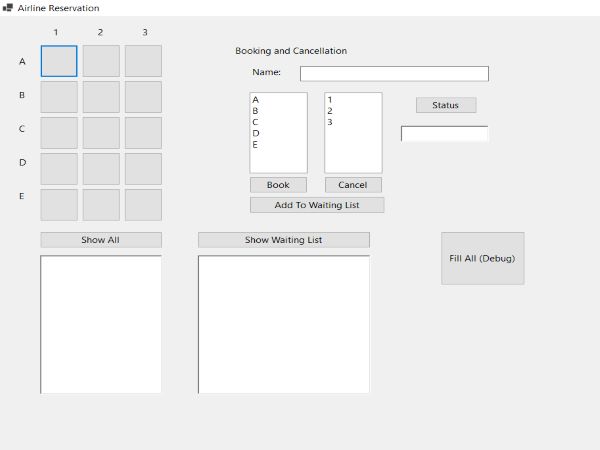 Airline Reservation
1 2 3
A
B
C
D
E
Booking and Cancellation
Name:
A
B
C
D
E
1
2
3
Status
Book
Cancel
Add To Waiting List
Show All
Show Waiting List
Fill All (Debug)